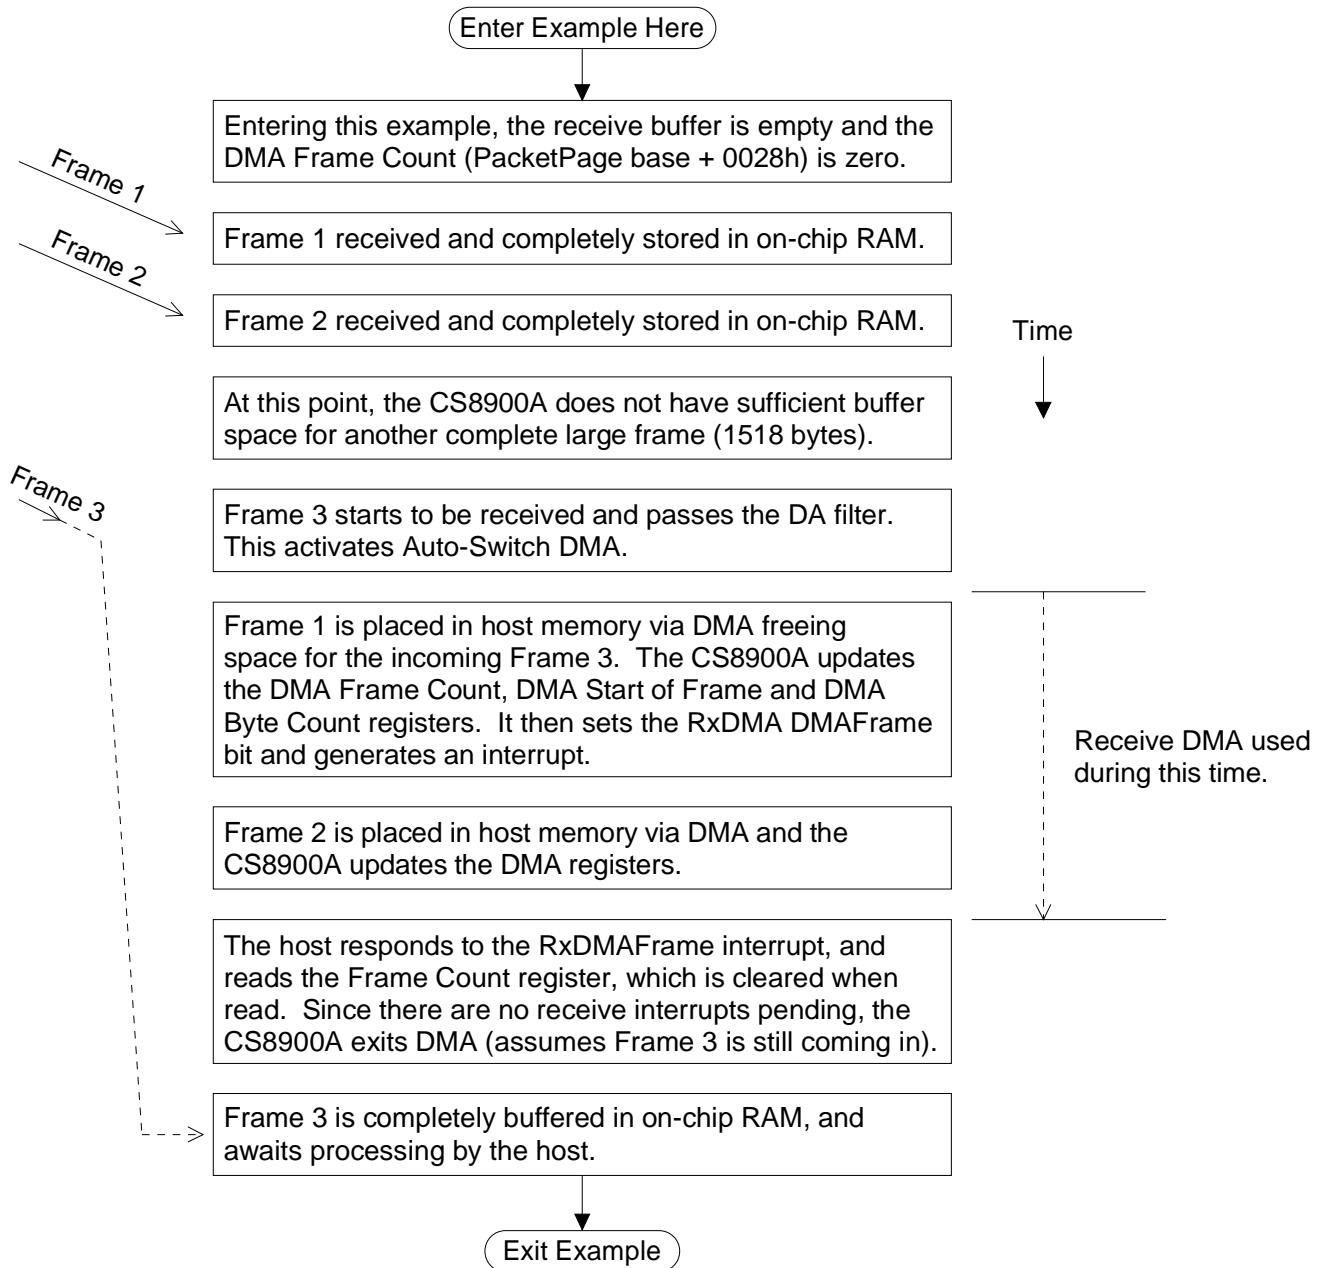 Enter Example Here
Entering this example, the receive buffer is empty and the
DMA Frame Count (PacketPage base + 0028h) is zero.
Frame 1
Frame 1 received and completely stored in on-chip RAM.
Frame 2
Frame 2 received and completely stored in on-chip RAM.
Time
At this point, the CS8900A does not have sufficient buffer
space for another complete large frame (1518 bytes).
Frame 3
Frame 3 starts to be received and passes the DA filter.
This activates Auto-Switch DMA.
Frame 1 is placed in host memory via DMA freeing
space for the incoming Frame 3. The CS8900A updates
the DMA Frame Count, DMA Start of Frame and DMA
Byte Count registers. It then sets the RxDMA DMAFrame
bit and generates an interrupt.
Receive DMA used
during this time.
Frame 2 is placed in host memory via DMA and the
CS8900A updates the DMA registers.
The host responds to the RxDMAFrame interrupt, and
reads the Frame Count register, which is cleared when
read. Since there are no receive interrupts pending, the
CS8900A exits DMA (assumes Frame 3 is still coming in).
Frame 3 is completely buffered in on-chip RAM, and
awaits processing by the host.
Exit Example